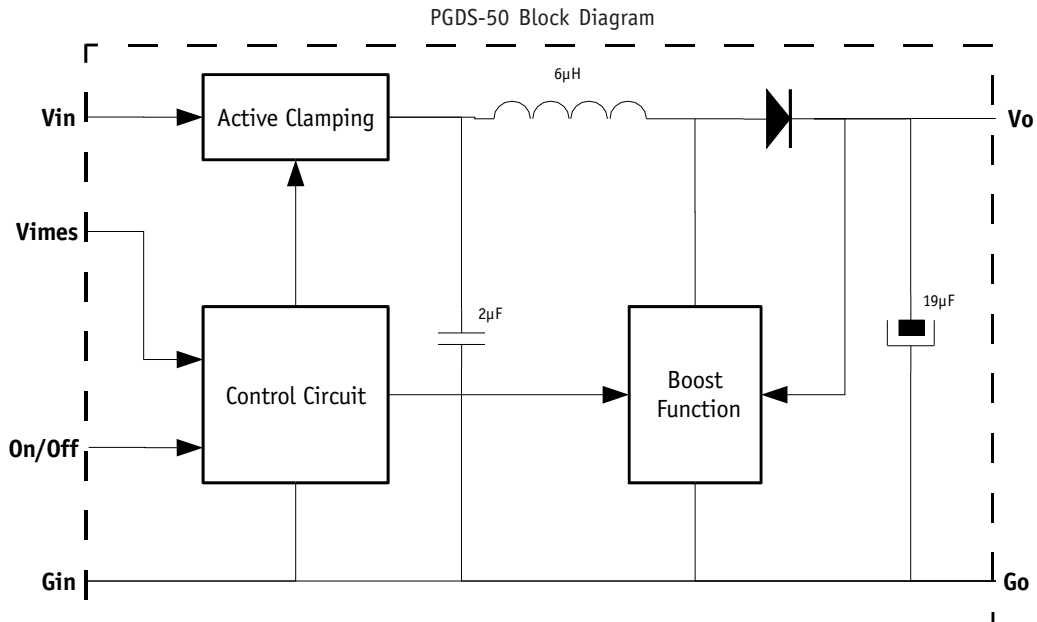 PGDS-50 Block Diagram
6µH
Vin
Active Clamping
Vo
Vimes
2µF
19µF
Control Circuit
Boost
Function
On/Off
Gin
Go